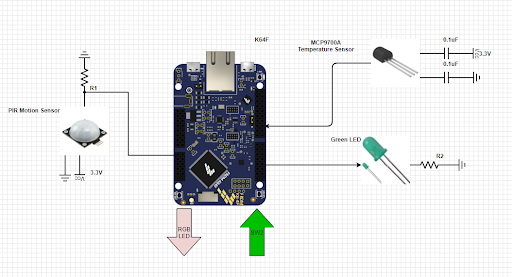 K64F
MCP9700A
Temperature Sensor
0.1uF
3.3V
0.1uF
R1
PIR Motion Sensor
3.3V
Green LED
R2
RGB
LED
SW2